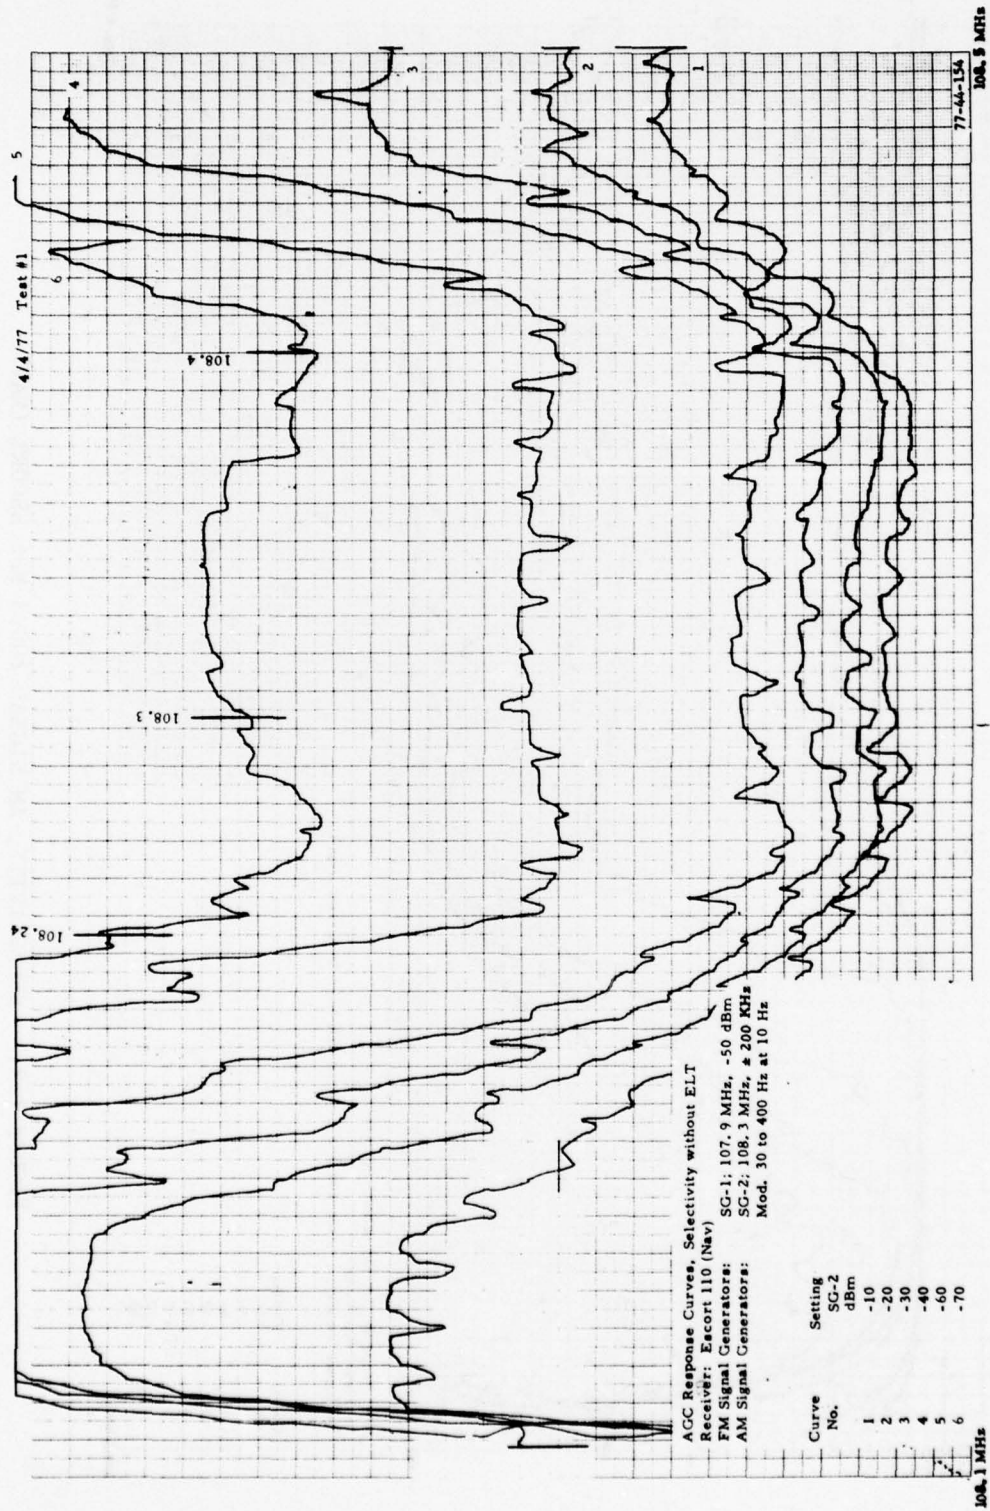 4/4/77 Test #1
5
4
6
3
2
1
108.4
108.3
108.24
77-44-154
108.5 MHz
AGC Response Curves, Selectivity without ELT
Receiver: Escort 110 (Nav)
FM Signal Generators: SG-1; 107.9 MHz, -50 dBm
AM Signal Generators: SG-2; 108.3 MHz, ± 200 KHz
Mod. 30 to 400 Hz at 10 Hz
Curve Setting
No. SG-2
dBm
1 -10
2 -20
3 -30
4 -40
5 -60
6 -70
108.1 MHz